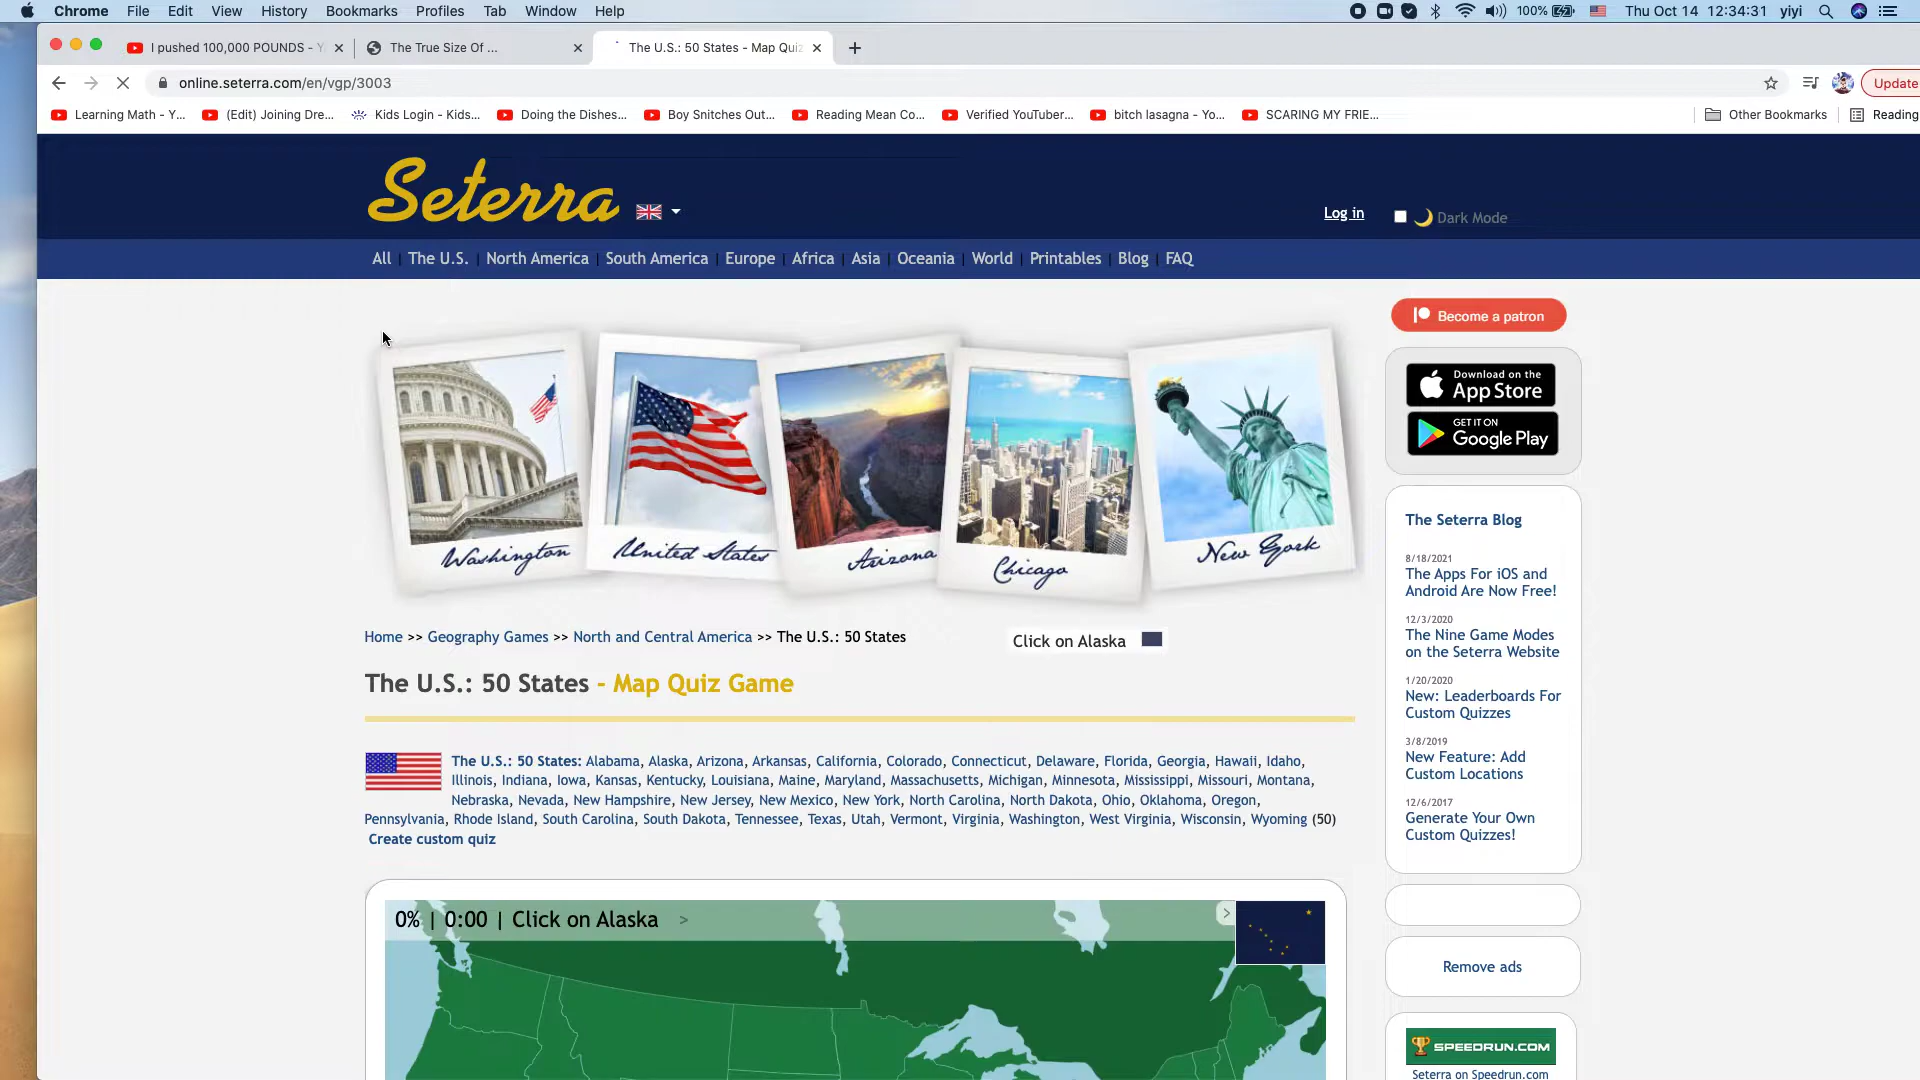 Chrome File Edit View History Bookmarks Profiles Tab Window Help 100% Thu Oct 14 12:34:31 yiyi
I pushed 100,000 POUNDS - Y The True Size Of ... The U.S.: 50 States - Map Quiz
online.seterra.com/en/vgp/3003 Update
Learning Math - Y... (Edit) Joining Dre... Kids Login - Kids... Doing the Dishes... Boy Snitches Out... Reading Mean Co... Verified YouTuber... bitch lasagna - Yo... SCARING MY FRIE... Other Bookmarks Reading
Seterra
Log in Dark Mode
All | The U.S. | North America | South America | Europe | Africa | Asia | Oceania | World | Printables | Blog | FAQ
Washington
United States
Arizona
Chicago
New York
Home >> Geography Games >> North and Central America >> The U.S.: 50 States
Click on Alaska
The U.S.: 50 States - Map Quiz Game
The U.S.: 50 States: Alabama, Alaska, Arizona, Arkansas, California, Colorado, Connecticut, Delaware, Florida, Georgia, Hawaii, Idaho,
Illinois, Indiana, Iowa, Kansas, Kentucky, Louisiana, Maine, Maryland, Massachusetts, Michigan, Minnesota, Mississippi, Missouri, Montana,
Nebraska, Nevada, New Hampshire, New Jersey, New Mexico, New York, North Carolina, North Dakota, Ohio, Oklahoma, Oregon,
Pennsylvania, Rhode Island, South Carolina, South Dakota, Tennessee, Texas, Utah, Vermont, Virginia, Washington, West Virginia, Wisconsin, Wyoming (50)
Create custom quiz
0% | 0:00 | Click on Alaska >
Become a patron
Download on the
App Store
GET IT ON
Google Play
The Seterra Blog
8/18/2021
The Apps For iOS and
Android Are Now Free!
12/3/2020
The Nine Game Modes
on the Seterra Website
1/20/2020
New: Leaderboards For
Custom Quizzes
3/8/2019
New Feature: Add
Custom Locations
12/6/2017
Generate Your Own
Custom Quizzes!
Remove ads
SPEEDRUN.COM
Seterra on Speedrun.com